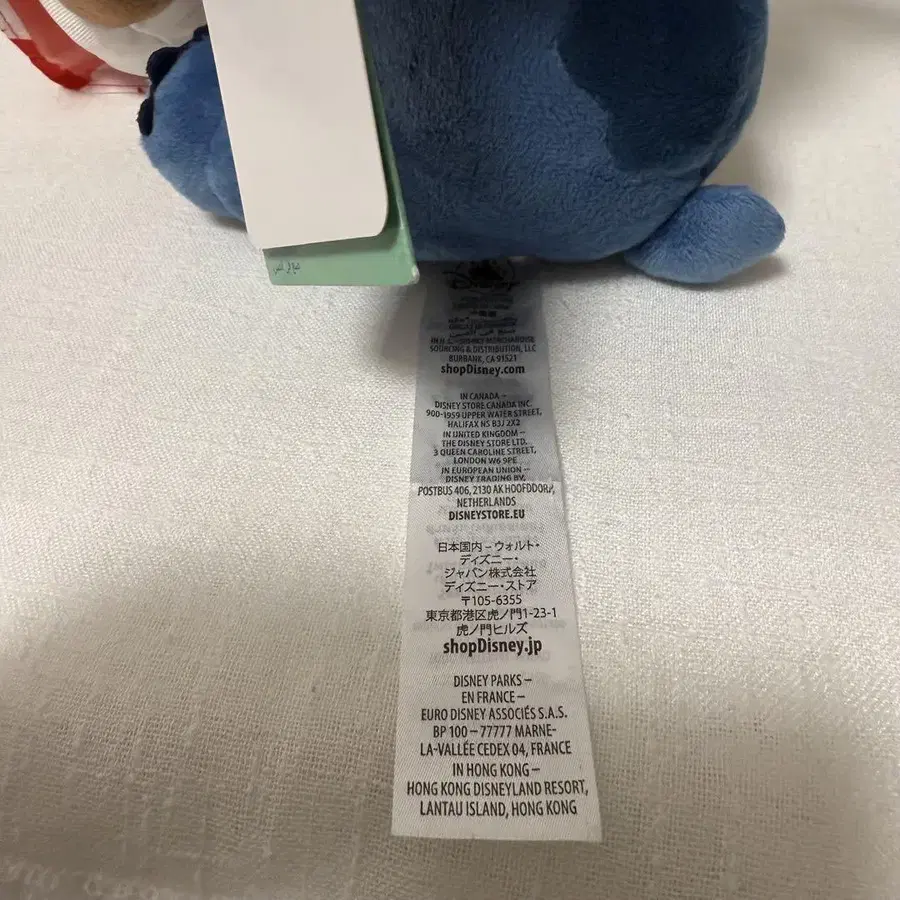 Disney
SOURCING & DISTRIBUTION, LLC
BURBANK, CA 91521
shopDisney.com
IN CANADA –
DISNEY STORE CANADA INC.
900-1959 UPPER WATER STREET,
HALIFAX NS B3J 2X2
IN UNITED KINGDOM –
THE DISNEY STORE LTD.
3 QUEEN CAROLINE STREET,
LONDON W6 9PE
IN EUROPEAN UNION –
DISNEY TRADING BV,
POSTBUS 406, 2130 AK HOOFDDORP,
NETHERLANDS
DISNEYSTORE.EU
日本国内 – ウォルト・
ディズニー・
ジャパン株式会社
ディズニー・ストア
〒105-6355
東京都港区虎ノ門1-23-1
虎ノ門ヒルズ
shopDisney.jp
DISNEY PARKS –
EN FRANCE –
EURO DISNEY ASSOCIÉS S.A.S.
BP 100 – 77777 MARNE-
LA-VALLÉE CEDEX 04, FRANCE
IN HONG KONG –
HONG KONG DISNEYLAND RESORT,
LANTAU ISLAND, HONG KONG